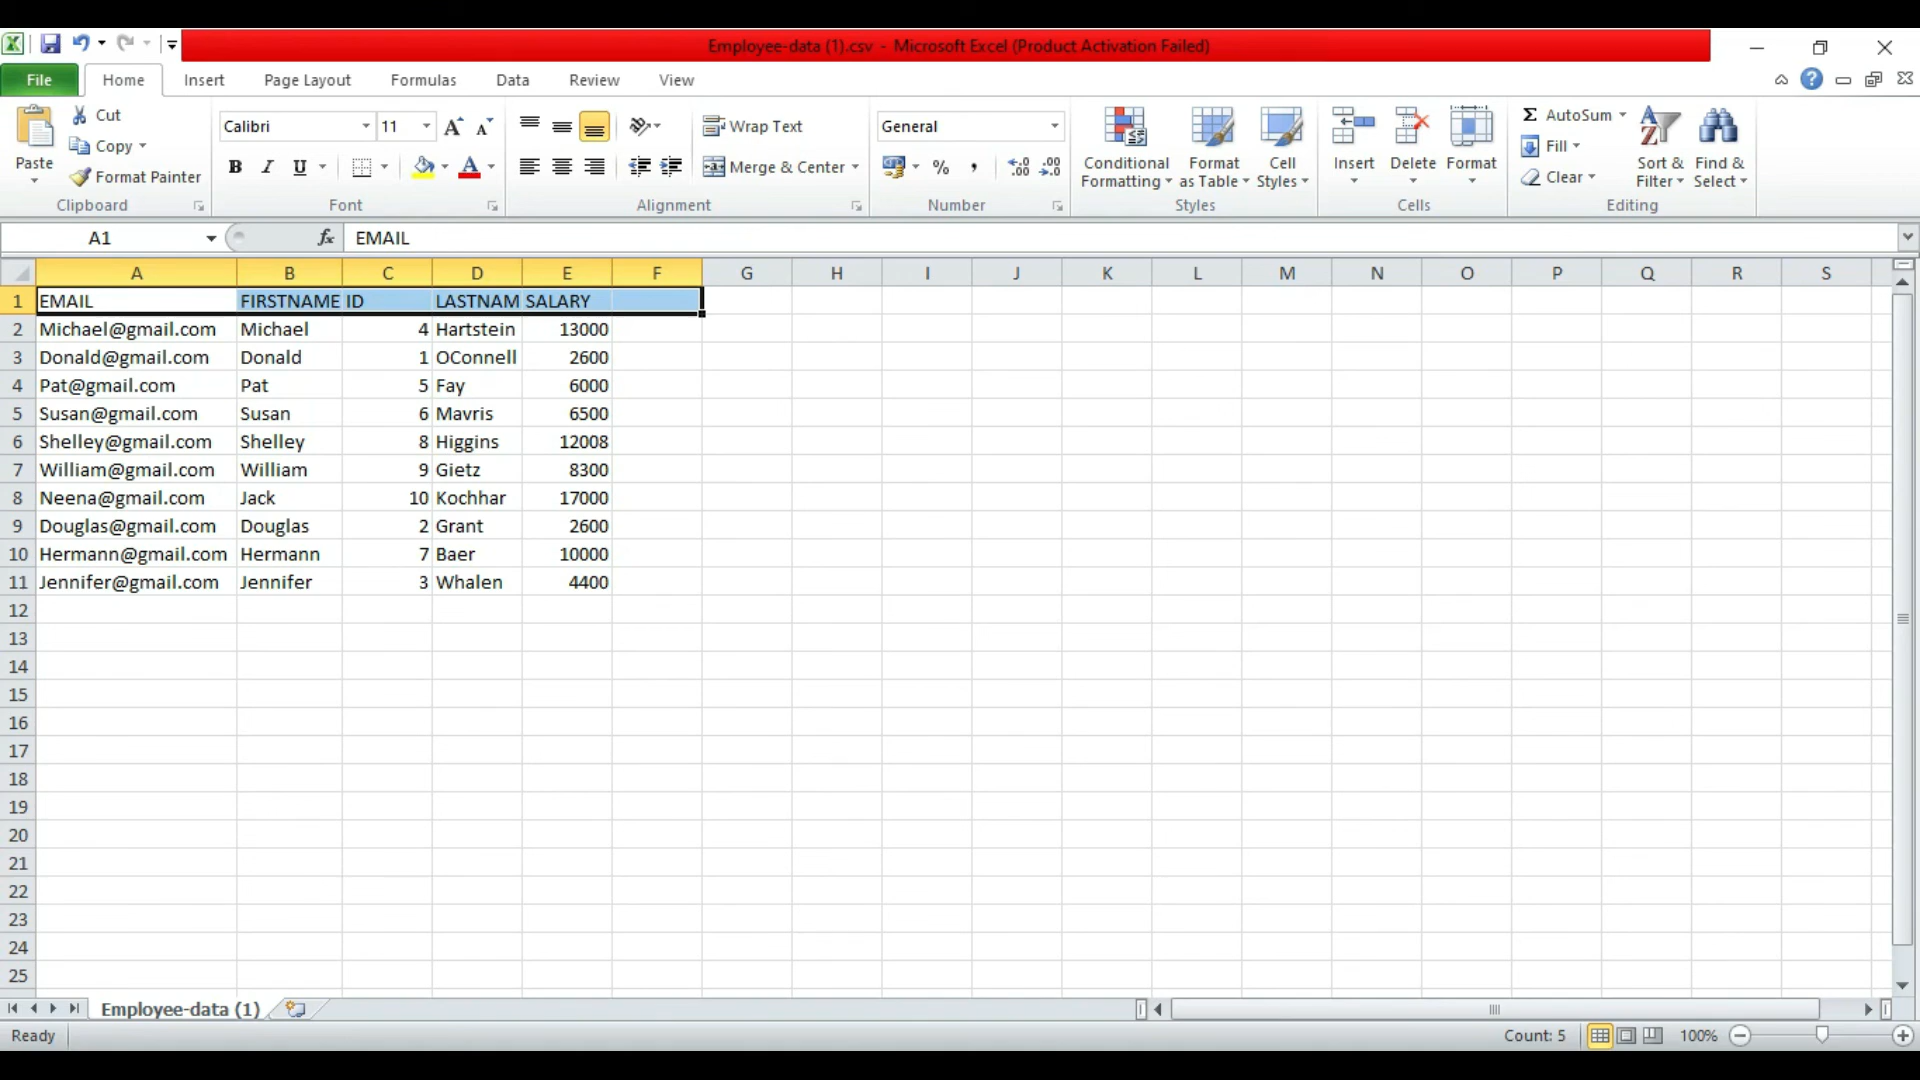 Employee-data (1).csv - Microsoft Excel (Product Activation Failed)
File Home Insert Page Layout Formulas Data Review View
Paste
Cut
Copy
Format Painter
Clipboard
Calibri 11
B I U A
Font
Wrap Text
Merge & Center
Alignment
General
% ,
Number
Conditional Formatting
Format as Table
Cell Styles
Styles
Insert Delete Format
Cells
Σ AutoSum
Fill
Clear
Sort & Filter
Find & Select
Editing
A1 fx EMAIL
A B C D E F G H I J K L M N O P Q R S
1 EMAIL FIRSTNAME ID LASTNAM SALARY
2 Michael@gmail.com Michael 4 Hartstein 13000
3 Donald@gmail.com Donald 1 OConnell 2600
4 Pat@gmail.com Pat 5 Fay 6000
5 Susan@gmail.com Susan 6 Mavris 6500
6 Shelley@gmail.com Shelley 8 Higgins 12008
7 William@gmail.com William 9 Gietz 8300
8 Neena@gmail.com Jack 10 Kochhar 17000
9 Douglas@gmail.com Douglas 2 Grant 2600
10 Hermann@gmail.com Hermann 7 Baer 10000
11 Jennifer@gmail.com Jennifer 3 Whalen 4400
12
13
14
15
16
17
18
19
20
21
22
23
24
25
Employee-data (1)
Ready Count: 5 100%